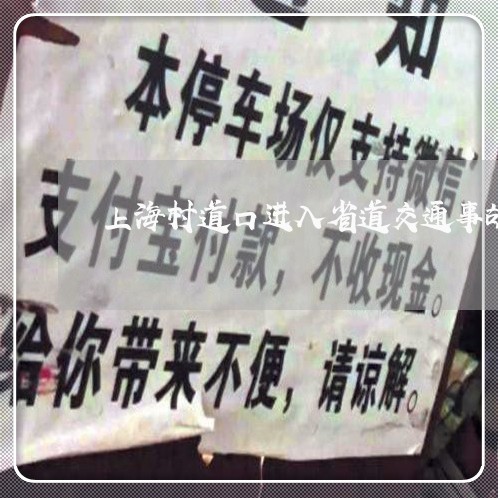 知
本停车场仅支持微信
上海村道口进入省道交通事
支付宝付款，不收现金。
给你带来不便，请谅解。